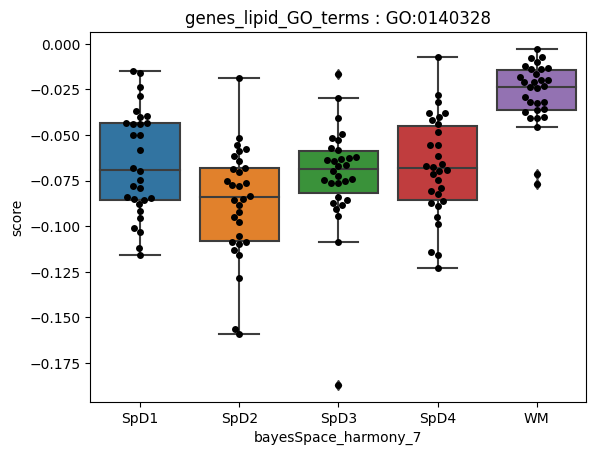 genes_lipid_GO_terms : GO:0140328
0.000
−0.025
−0.050
−0.075
−0.100
−0.125
−0.150
−0.175
score
SpD1 SpD2 SpD3 SpD4 WM
bayesSpace_harmony_7